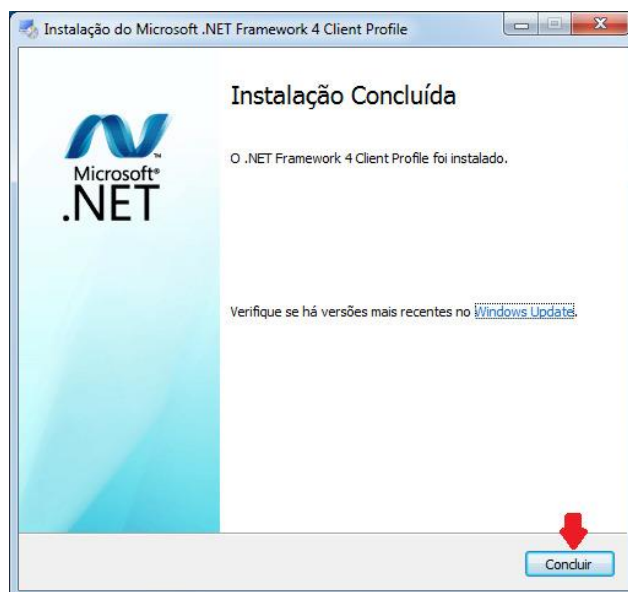 Instalação do Microsoft .NET Framework 4 Client Profile
Instalação Concluída
Microsoft®
.NET
O .NET Framework 4 Client Profile foi instalado.
Verifique se há versões mais recentes no Windows Update.
Concluir